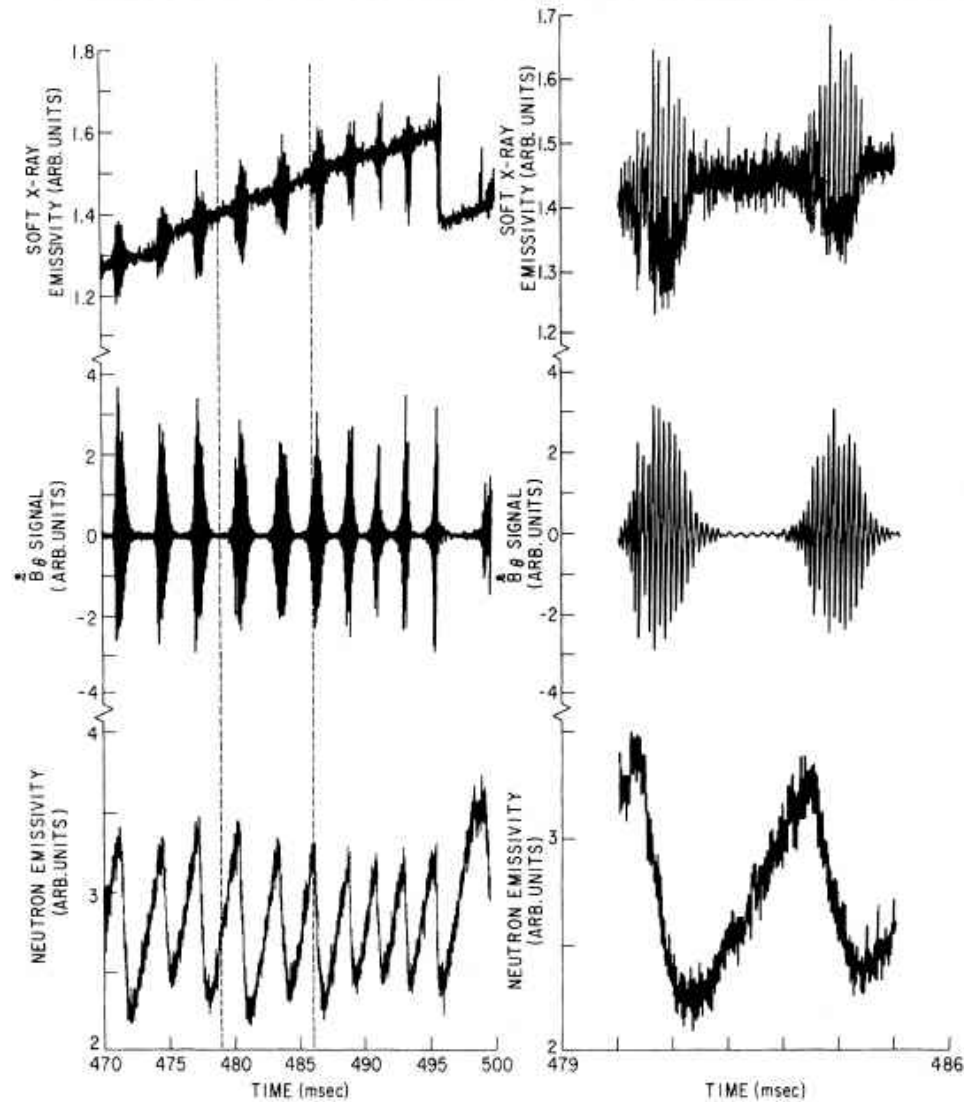 1.8
1.6
1.4
1.2
SOFT X-RAY
EMISSIVITY (ARB. UNITS)
4
2
0
-2
-4
B̃θ SIGNAL
(ARB. UNITS)
4
3
2
NEUTRON EMISSIVITY
(ARB. UNITS)
470 475 480 485 490 495 500
TIME (msec)
1.7
1.6
1.5
1.4
1.3
1.2
SOFT X-RAY
EMISSIVITY (ARB. UNITS)
4
2
0
-2
-4
B̃θ SIGNAL
(ARB. UNITS)
3
2
NEUTRON EMISSIVITY
(ARB. UNITS)
479 486
TIME (msec)